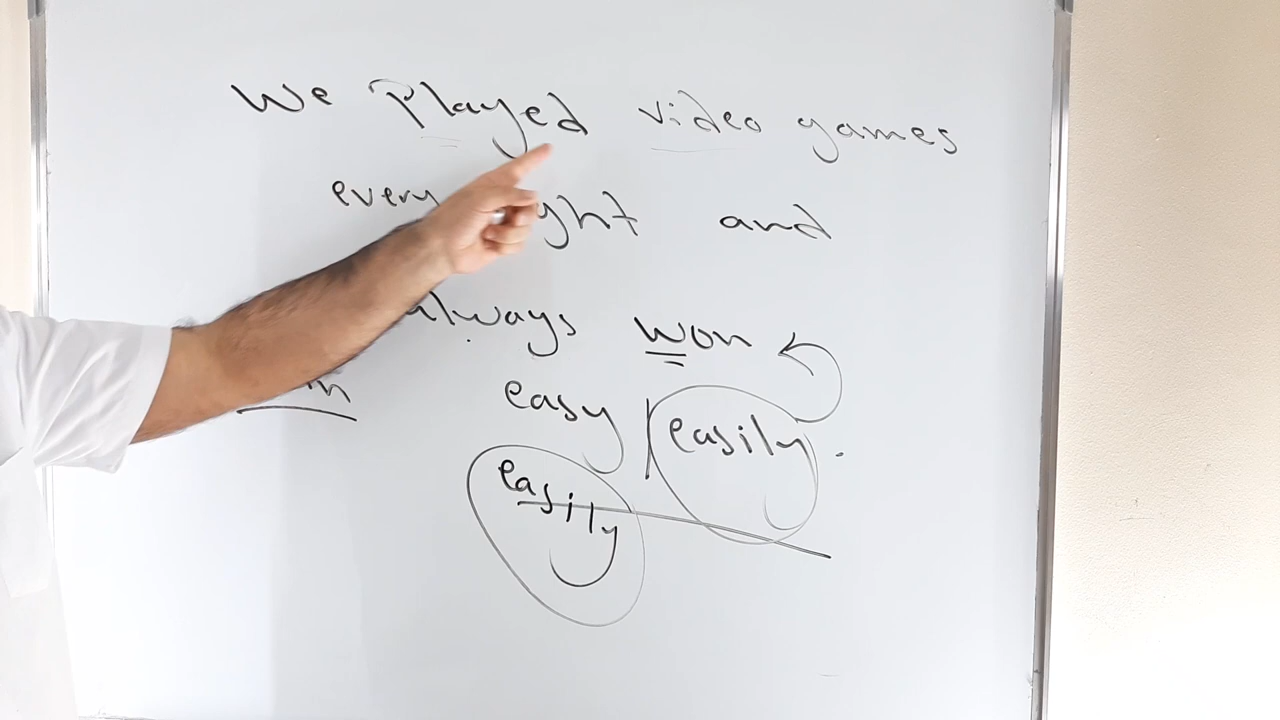 We played video games
every and
always won
easy | easily.
easily